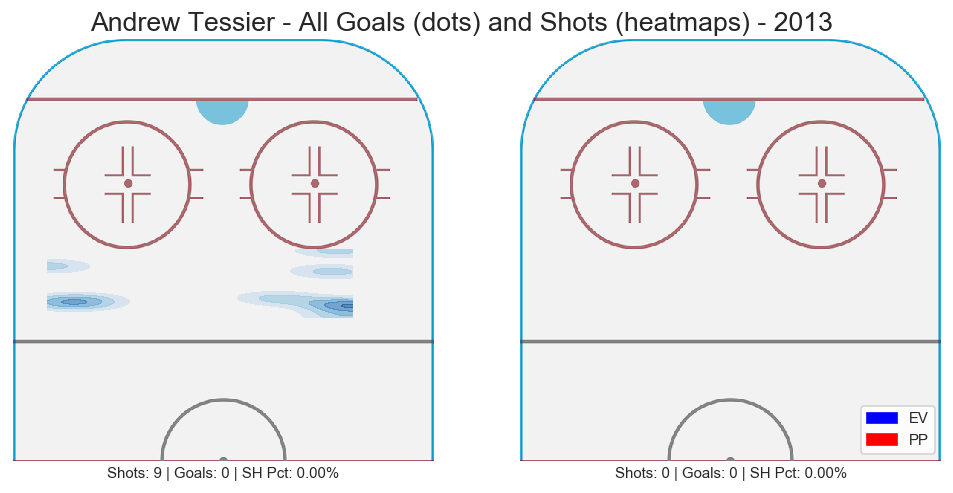 Andrew Tessier - All Goals (dots) and Shots (heatmaps) - 2013
EV
PP
Shots: 9 | Goals: 0 | SH Pct: 0.00%
Shots: 0 | Goals: 0 | SH Pct: 0.00%